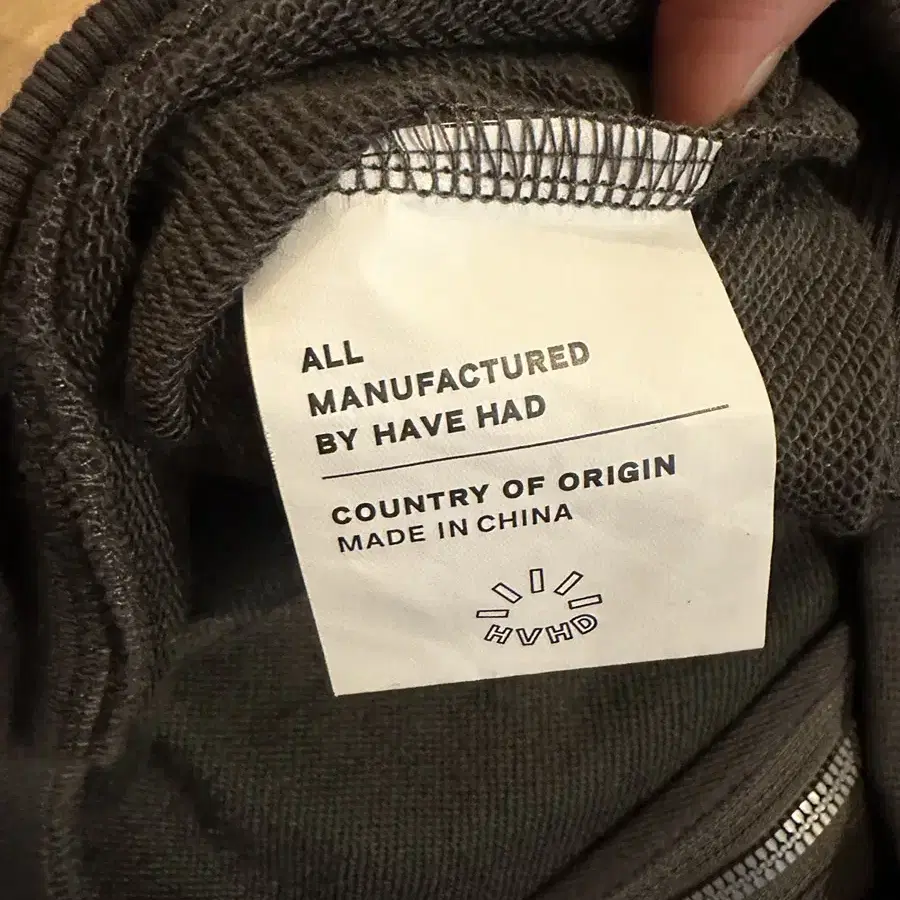 ALL
MANUFACTURED
BY HAVE HAD
COUNTRY OF ORIGIN
MADE IN CHINA
HVHD